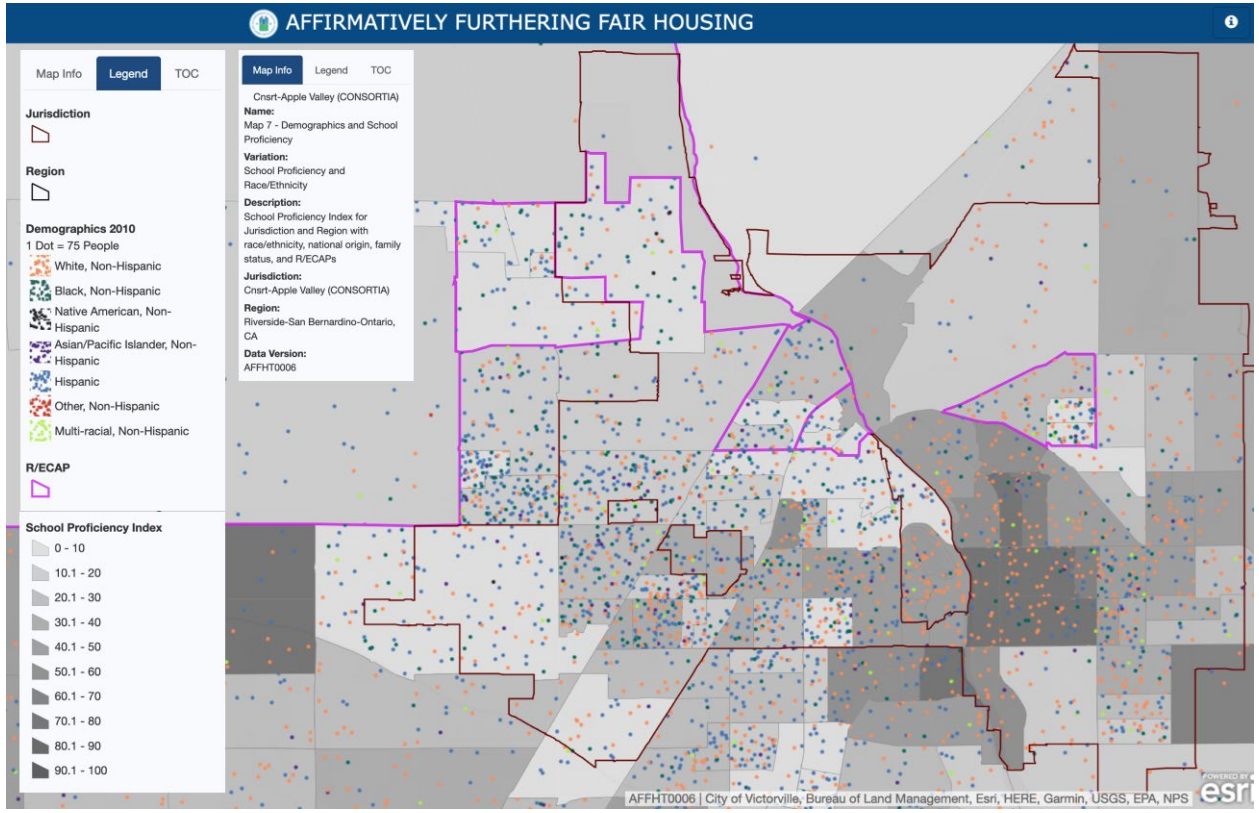 AFFIRMATIVELY FURTHERING FAIR HOUSING
Map Info
Legend
TOC
Jurisdiction
Region
Demographics 2010
1 Dot = 75 People
White, Non-Hispanic
Black, Non-Hispanic
Native American, Non-
Hispanic
Asian/Pacific Islander, Non-
Hispanic
Hispanic
Other, Non-Hispanic
Multi-racial, Non-Hispanic
R/ECAP
School Proficiency Index
0 - 10
10.1 - 20
20.1 - 30
30.1 - 40
40.1 - 50
50.1 - 60
60.1 - 70
70.1 - 80
80.1 - 90
90.1 - 100
Map Info
Legend
TOC
Cnsrt-Apple Valley (CONSORTIA)
Name:
Map 7 - Demographics and School
Proficiency
Variation:
School Proficiency and
Race/Ethnicity
Description:
School Proficiency Index for
Jurisdiction and Region with
race/ethnicity, national origin, family
status, and R/ECAPs
Jurisdiction:
Cnsrt-Apple Valley (CONSORTIA)
Region:
Riverside-San Bernardino-Ontario,
CA
Data Version:
AFFHT0006
AFFHT0006 | City of Victorville, Bureau of Land Management, Esri, HERE, Garmin, USGS, EPA, NPS
POWERED BY
esri